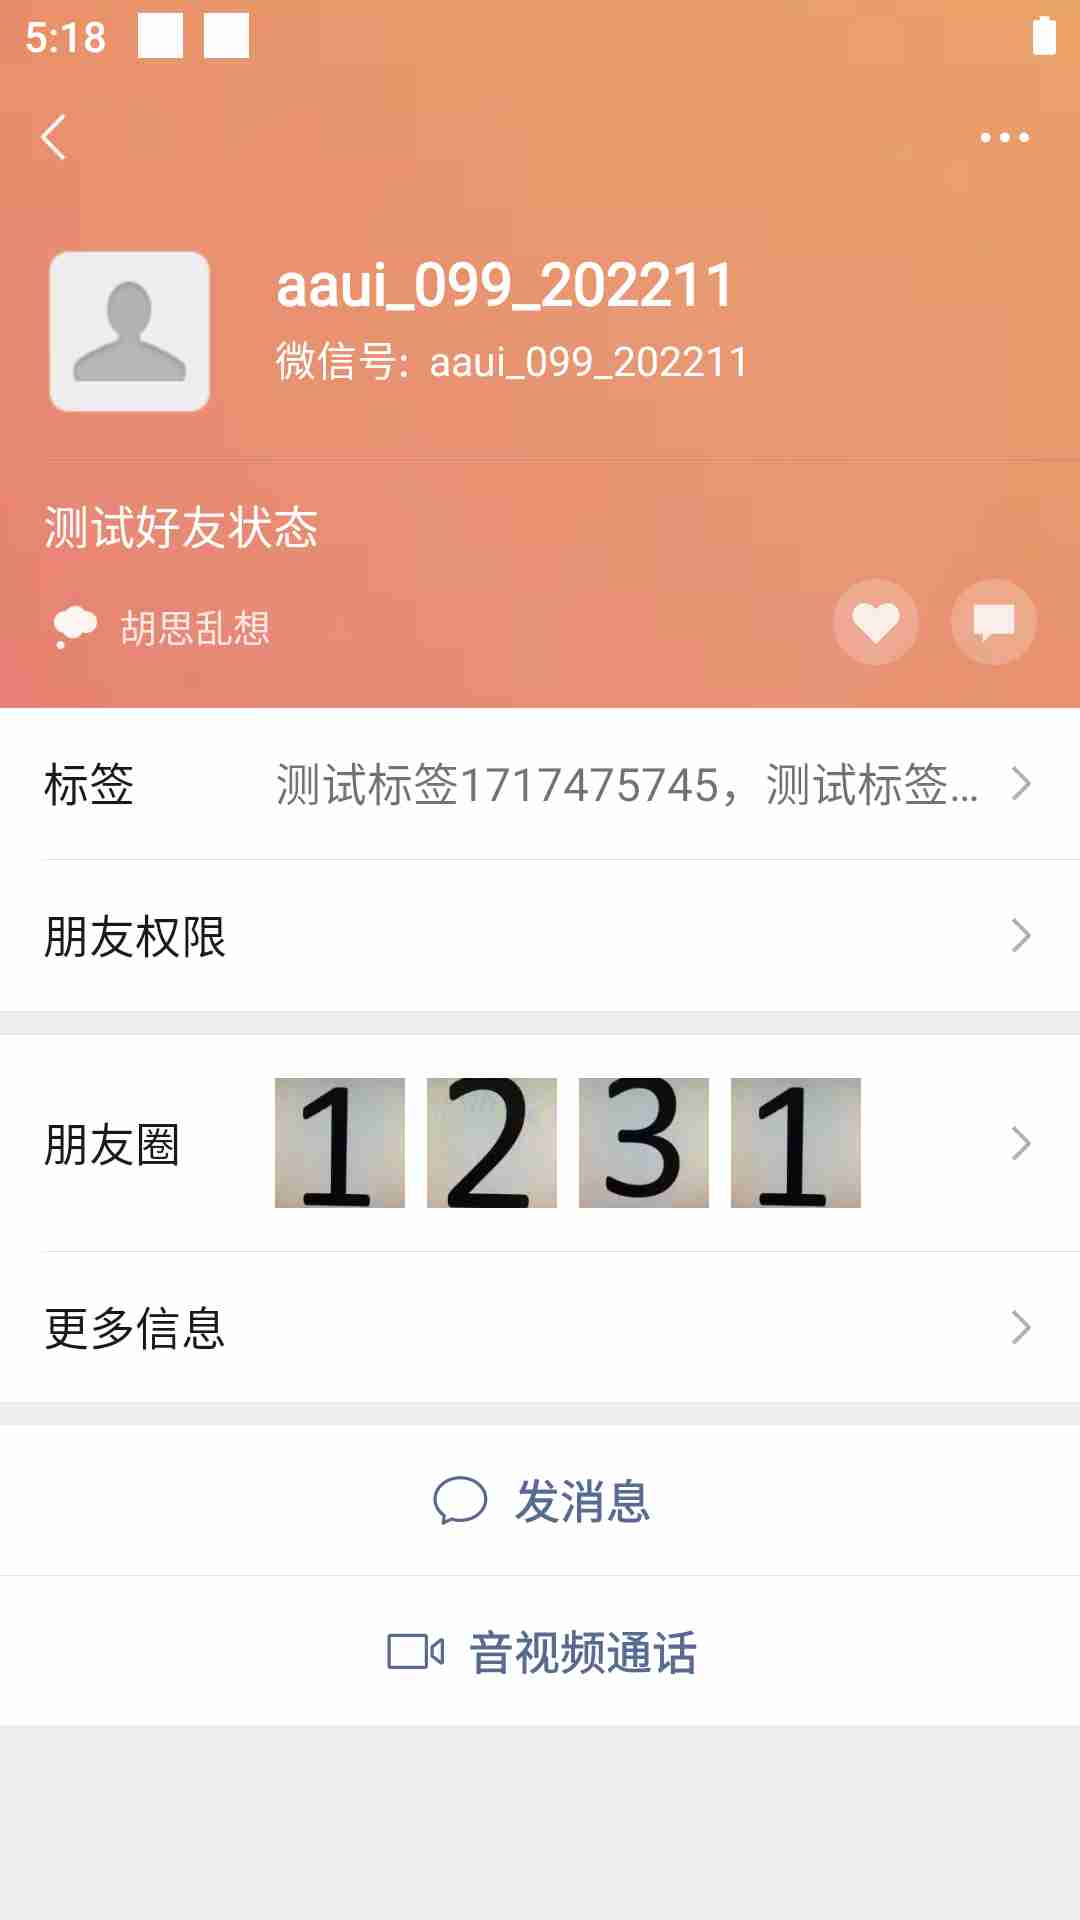 5:18
aaui_099_202211
微信号: aaui_099_202211
测试好友状态
胡思乱想
标签 测试标签1717475745，测试标签...
朋友权限
朋友圈 1 2 3 1
更多信息
发消息
音视频通话